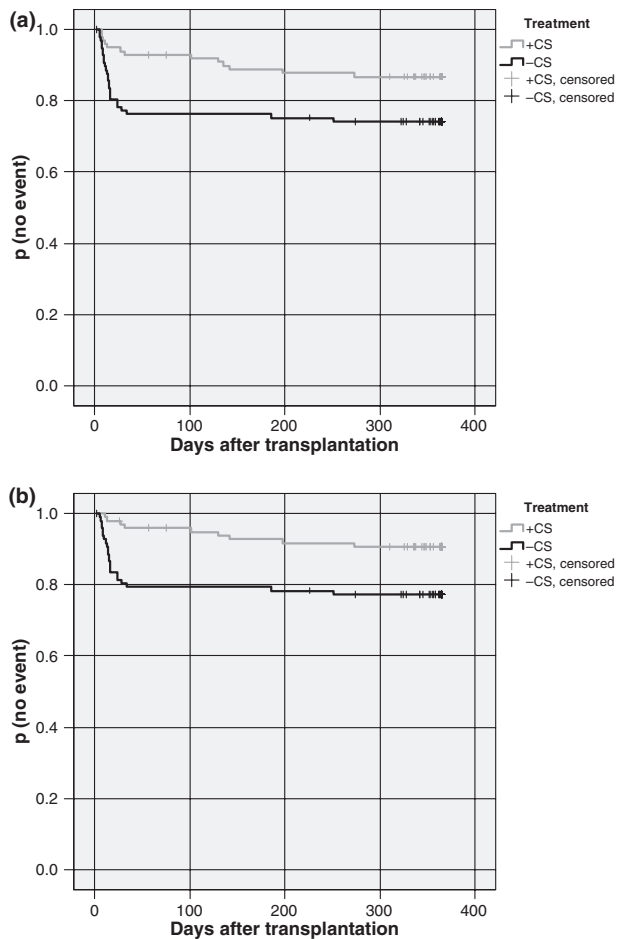 (a)
Treatment
+CS
–CS
+CS, censored
–CS, censored
1.0
0.8
0.6
0.4
0.2
0.0
p (no event)
0 100 200 300 400
Days after transplantation
(b)
Treatment
+CS
–CS
+CS, censored
–CS, censored
1.0
0.8
0.6
0.4
0.2
0.0
p (no event)
0 100 200 300 400
Days after transplantation